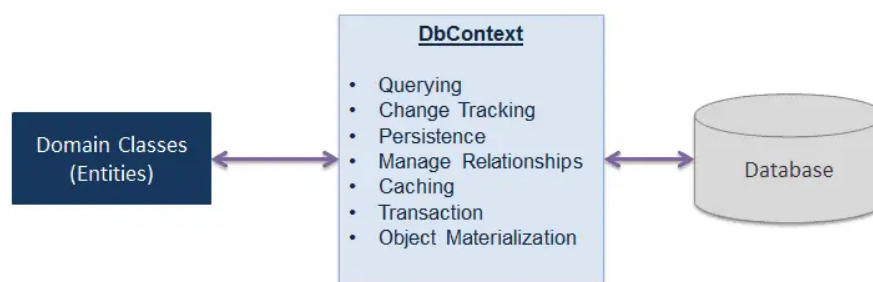 DbContext
• Querying
• Change Tracking
• Persistence
• Manage Relationships
• Caching
• Transaction
• Object Materialization
Domain Classes
(Entities)
Database